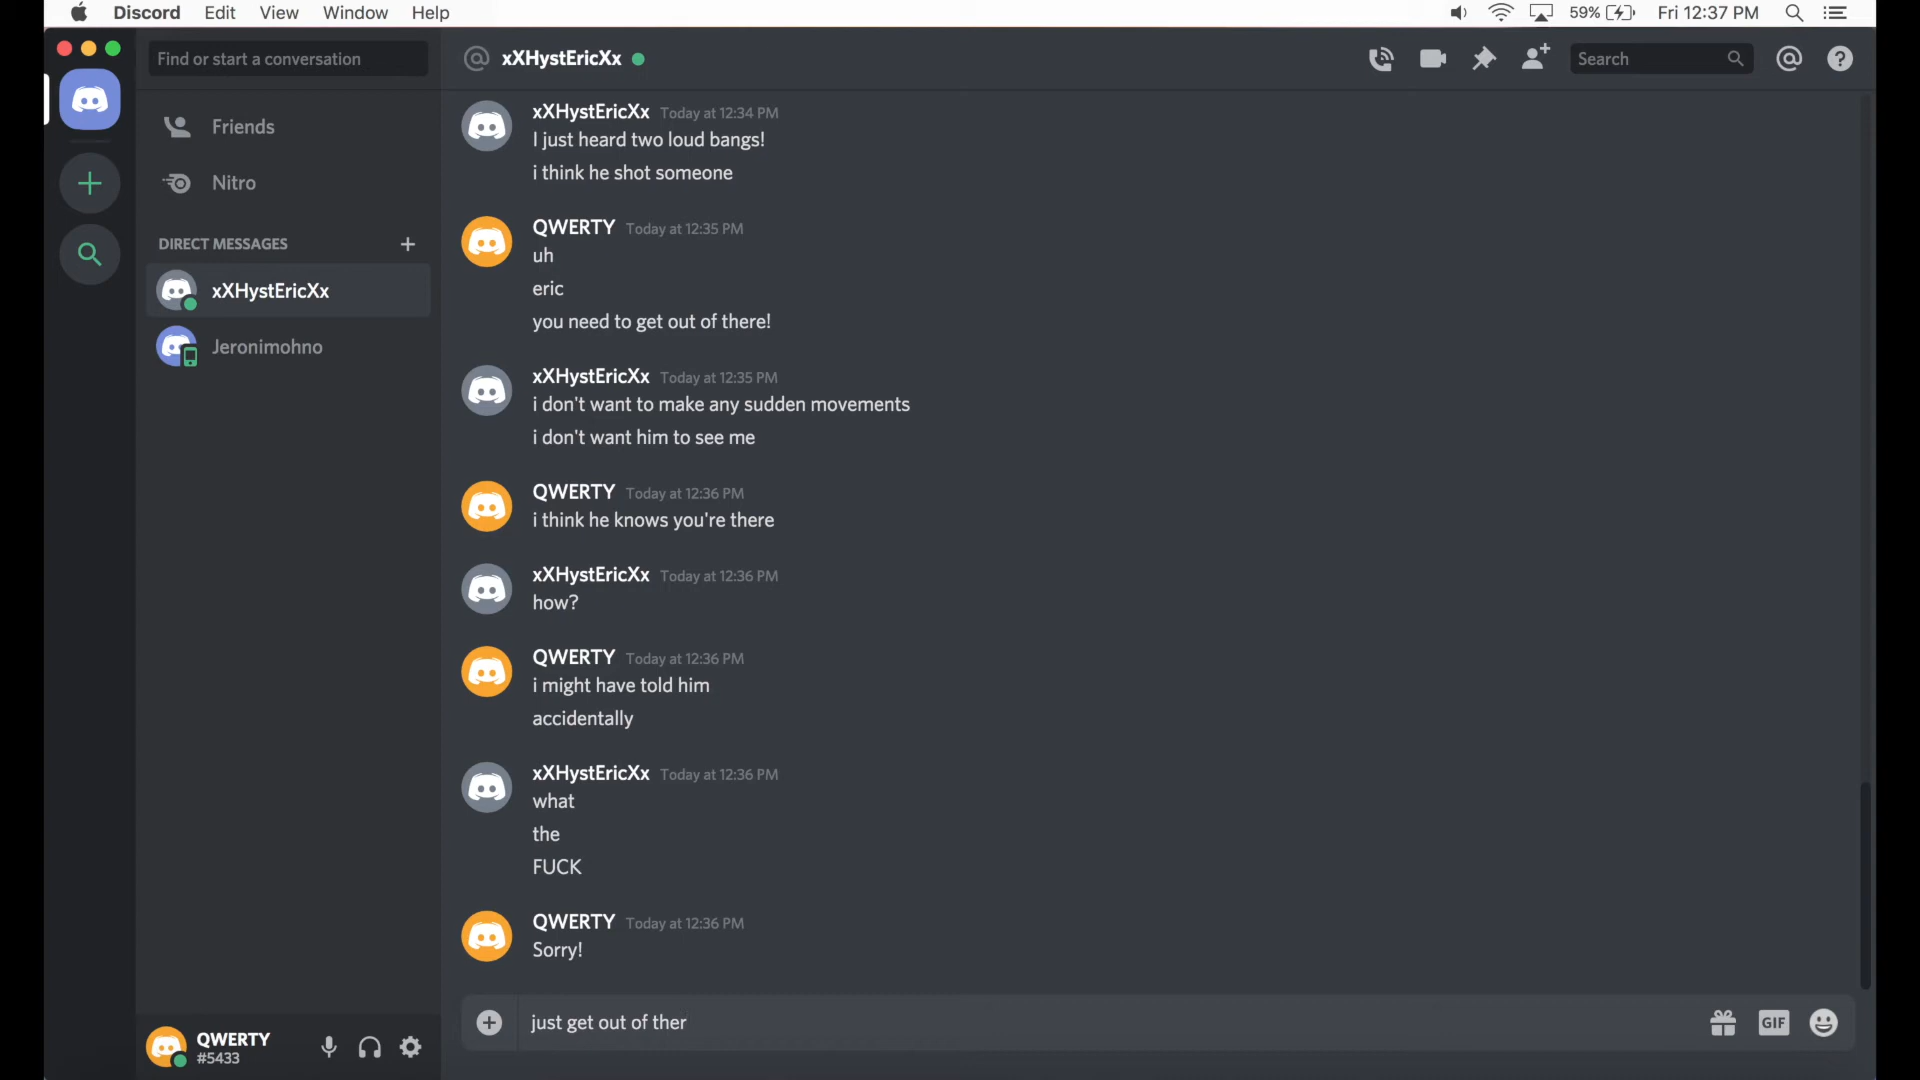 Discord Edit View Window Help 59% Fri 12:37 PM
Find or start a conversation
Friends
Nitro
DIRECT MESSAGES
xXHystEricXx
Jeronimohno
QWERTY
#5433
xXHystEricXx
Search
xXHystEricXx Today at 12:34 PM
I just heard two loud bangs!
i think he shot someone
QWERTY Today at 12:35 PM
uh
eric
you need to get out of there!
xXHystEricXx Today at 12:35 PM
i don't want to make any sudden movements
i don't want him to see me
QWERTY Today at 12:36 PM
i think he knows you're there
xXHystEricXx Today at 12:36 PM
how?
QWERTY Today at 12:36 PM
i might have told him
accidentally
xXHystEricXx Today at 12:36 PM
what
the
FUCK
QWERTY Today at 12:36 PM
Sorry!
just get out of ther
GIF